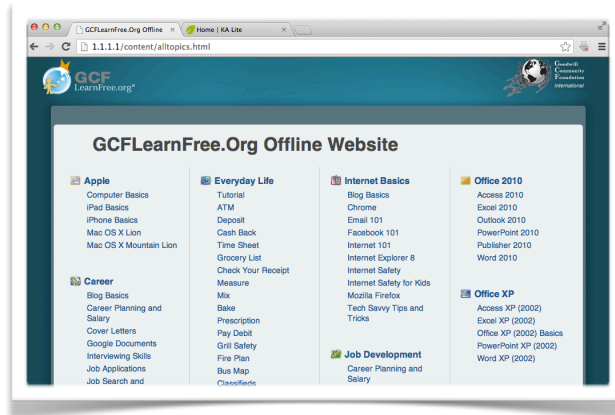 GCFLearnFree.Org Offline
Home | KA Lite
1.1.1.1/content/alltopics.html
GCF
LearnFree.org®
Goodwill
Community
Foundation
International
GCFLearnFree.Org Offline Website
Apple
Computer Basics
iPad Basics
iPhone Basics
Mac OS X Lion
Mac OS X Mountain Lion
Career
Blog Basics
Career Planning and
Salary
Cover Letters
Google Documents
Interviewing Skills
Job Applications
Job Search and
Everyday Life
Tutorial
ATM
Deposit
Cash Back
Time Sheet
Grocery List
Check Your Receipt
Measure
Mix
Bake
Prescription
Pay Debit
Grill Safety
Fire Plan
Bus Map
Classifieds
Internet Basics
Blog Basics
Chrome
Email 101
Facebook 101
Internet 101
Internet Explorer 8
Internet Safety
Internet Safety for Kids
Mozilla Firefox
Tech Savvy Tips and
Tricks
Job Development
Career Planning and
Salary
Office 2010
Access 2010
Excel 2010
Outlook 2010
PowerPoint 2010
Publisher 2010
Word 2010
Office XP
Access XP (2002)
Excel XP (2002)
Office XP (2002) Basics
PowerPoint XP (2002)
Word XP (2002)